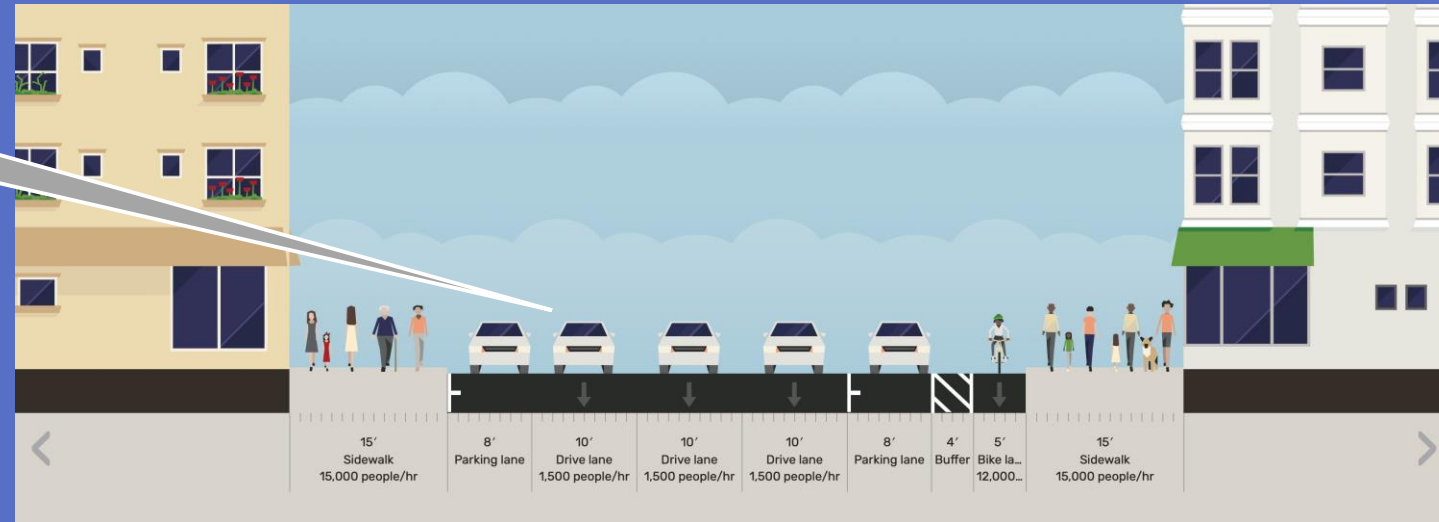 15′
Sidewalk
15,000 people/hr
8′
Parking lane
10′
Drive lane
1,500 people/hr
10′
Drive lane
1,500 people/hr
10′
Drive lane
1,500 people/hr
8′
Parking lane
4′
Buffer
5′
Bike la...
12,000...
15′
Sidewalk
15,000 people/hr